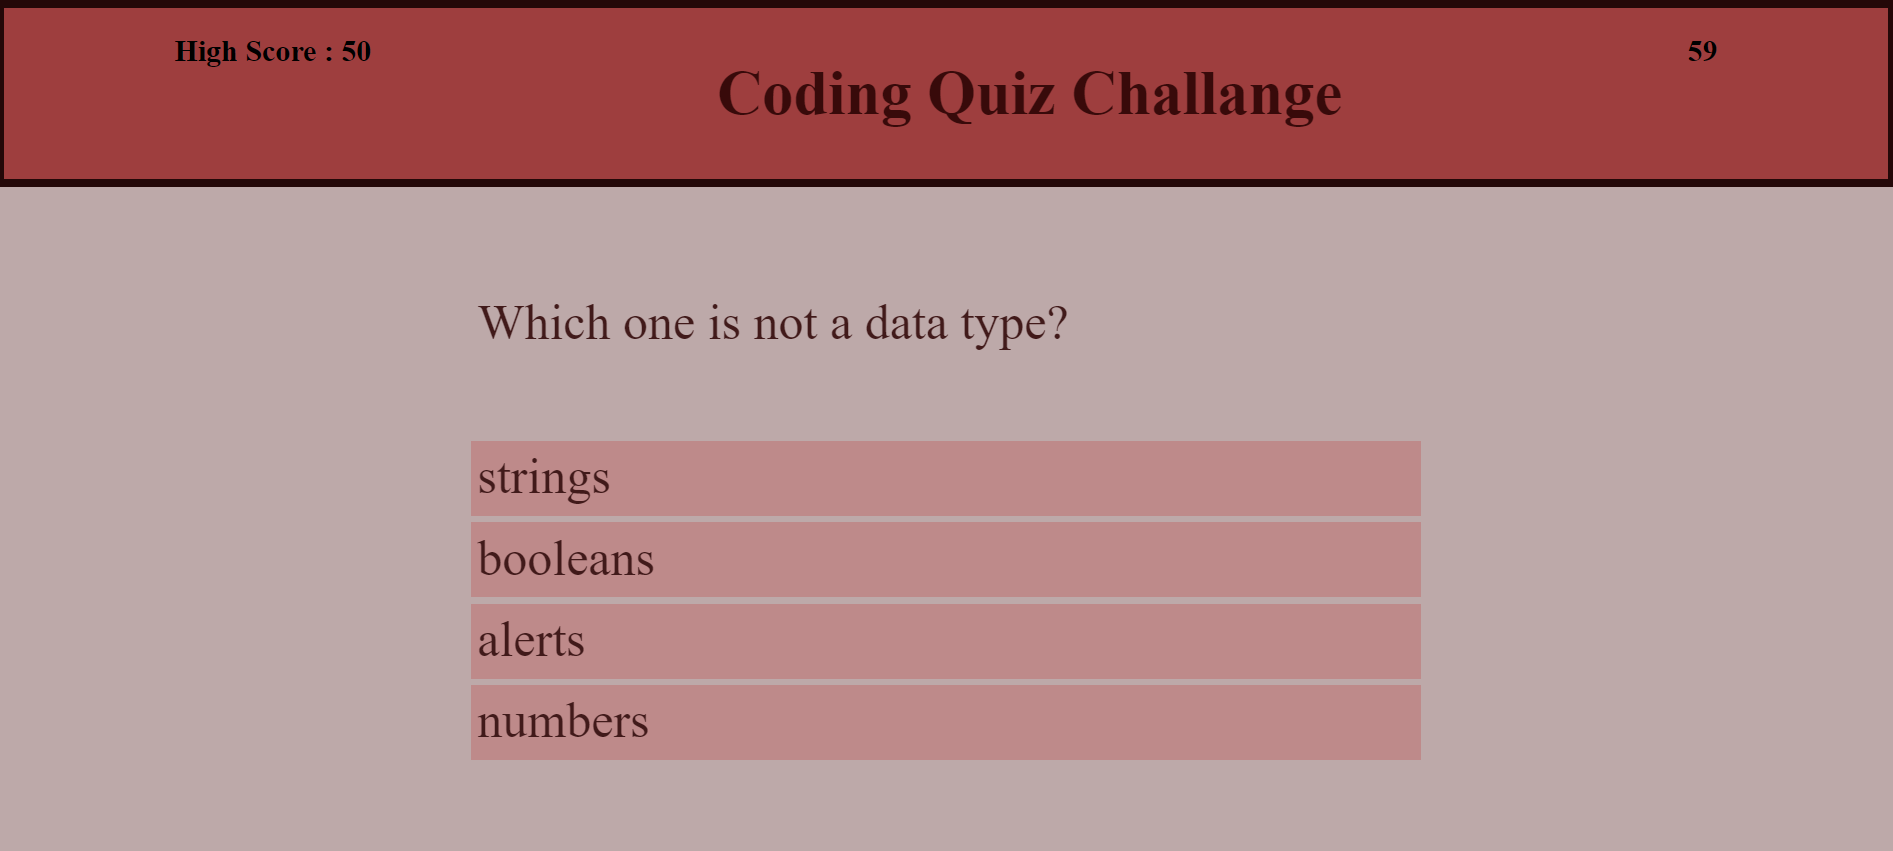 High Score : 50
59
Coding Quiz Challange
Which one is not a data type?
strings
booleans
alerts
numbers